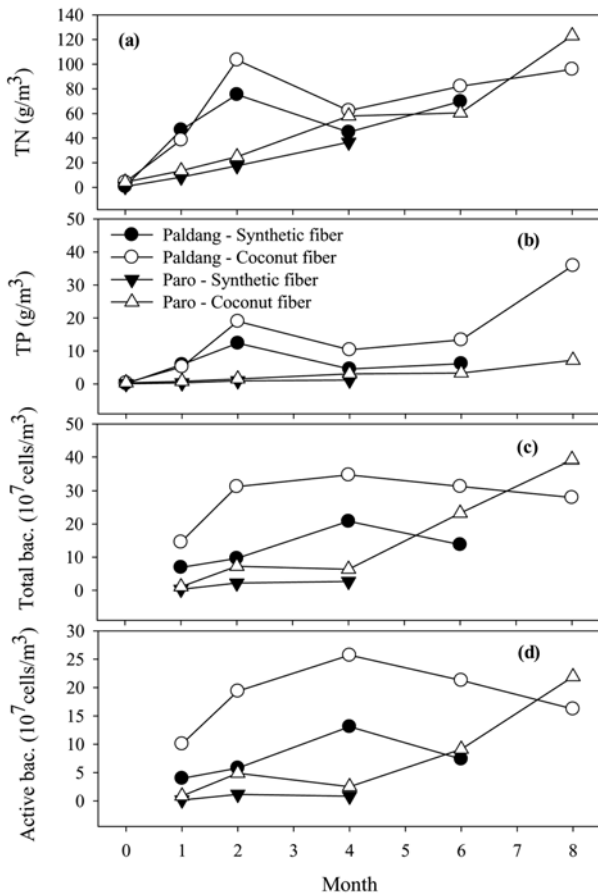 140
(a)
120
100
80
60
40
20
0
TN (g/m³)
50
(b)
40
30
20
10
0
TP (g/m³)
Paldang - Synthetic fiber
Paldang - Coconut fiber
Paro - Synthetic fiber
Paro - Coconut fiber
50
(c)
40
30
20
10
0
Total bac. (10⁷cells/m³)
30
(d)
25
20
15
10
5
0
Active bac. (10⁷cells/m³)
0 1 2 4 6 8
Month